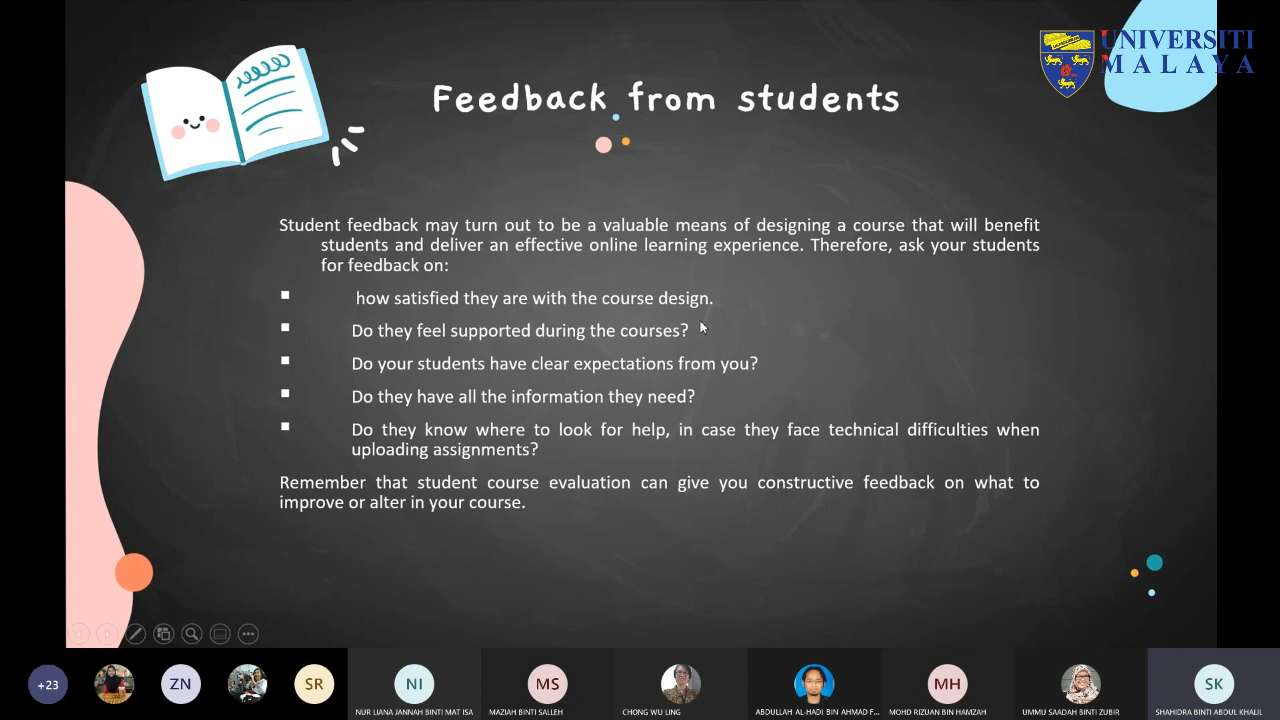 UNIVERSITI
MALAYA
Feedback from students
Student feedback may turn out to be a valuable means of designing a course that will benefit
students and deliver an effective online learning experience. Therefore, ask your students
for feedback on:
how satisfied they are with the course design.
Do they feel supported during the courses?
Do your students have clear expectations from you?
Do they have all the information they need?
Do they know where to look for help, in case they face technical difficulties when
uploading assignments?
Remember that student course evaluation can give you constructive feedback on what to
improve or alter in your course.
+23
ZN
SR
NI
MS
MH
SK
NUR LIANA JANNAH BINTI MAT ISA
MAZIAH BINTI SALLEH
CHONG WU LING
ABDULLAH AL-HADI BIN AHMAD F...
MOHD RIZUAN BIN HAMZAH
UMMU SAADAH BINTI ZUBIR
SHAHIDRA BINTI ABDUL KHALIL